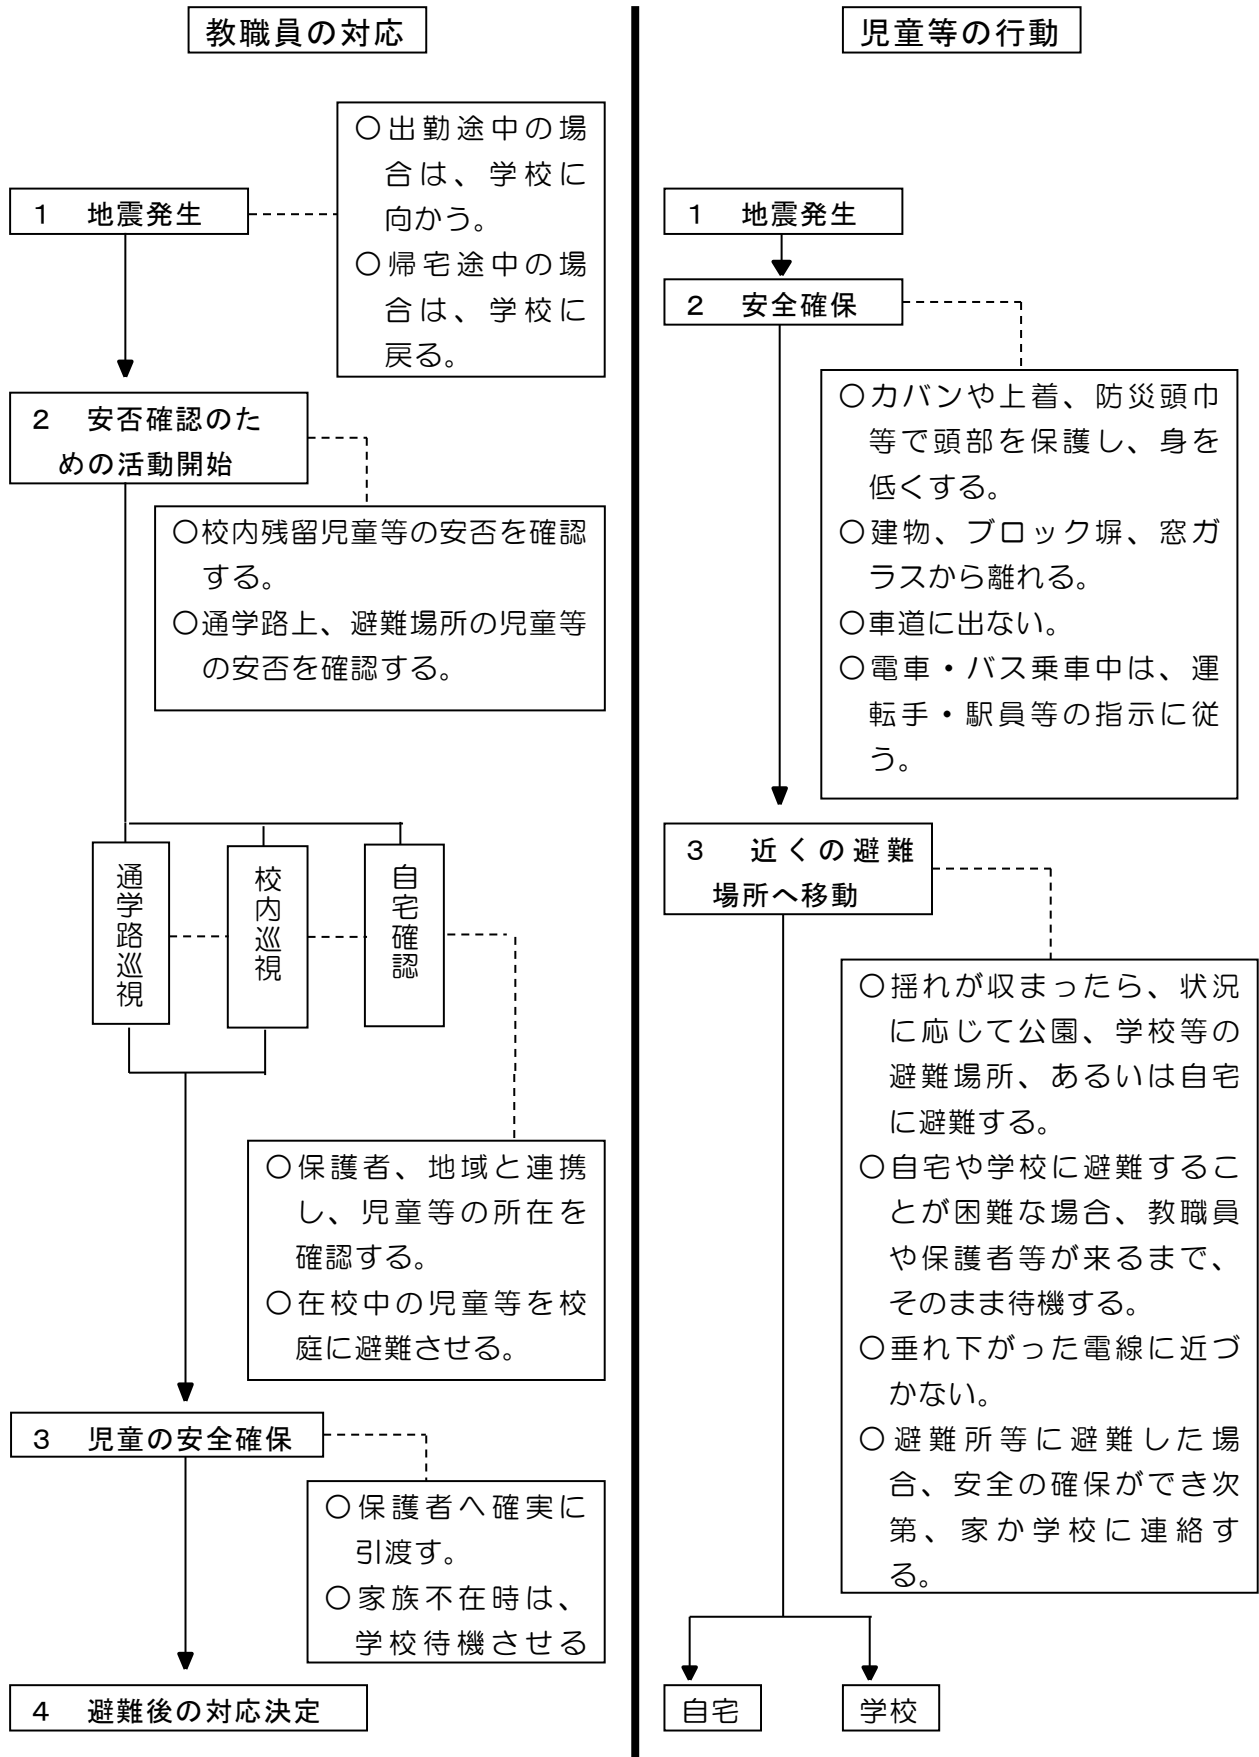 教職員の対応
○出勤途中の場
合は、学校に
向かう。
○帰宅途中の場
合は、学校に
戻る。
1 地震発生
2 安否確認のた
めの活動開始
○校内残留児童等の安否を確認
する。
○通学路上、避難場所の児童等
の安否を確認する。
通学路巡視
校内巡視
自宅確認
○保護者、地域と連携
し、児童等の所在を
確認する。
○在校中の児童等を校
庭に避難させる。
3 児童の安全確保
○保護者へ確実に
引渡す。
○家族不在時は、
学校待機させる
4 避難後の対応決定
児童等の行動
1 地震発生
2 安全確保
○カバンや上着、防災頭巾
等で頭部を保護し、身を
低くする。
○建物、ブロック塀、窓ガ
ラスから離れる。
○車道に出ない。
○電車・バス乗車中は、運
転手・駅員等の指示に従
う。
3 近くの避難
場所へ移動
○揺れが収まったら、状況
に応じて公園、学校等の
避難場所、あるいは自宅
に避難する。
○自宅や学校に避難するこ
とが困難な場合、教職員
や保護者等が来るまで、
そのまま待機する。
○垂れ下がった電線に近づ
かない。
○避難所等に避難した場
合、安全の確保ができ次
第、家か学校に連絡す
る。
自宅
学校